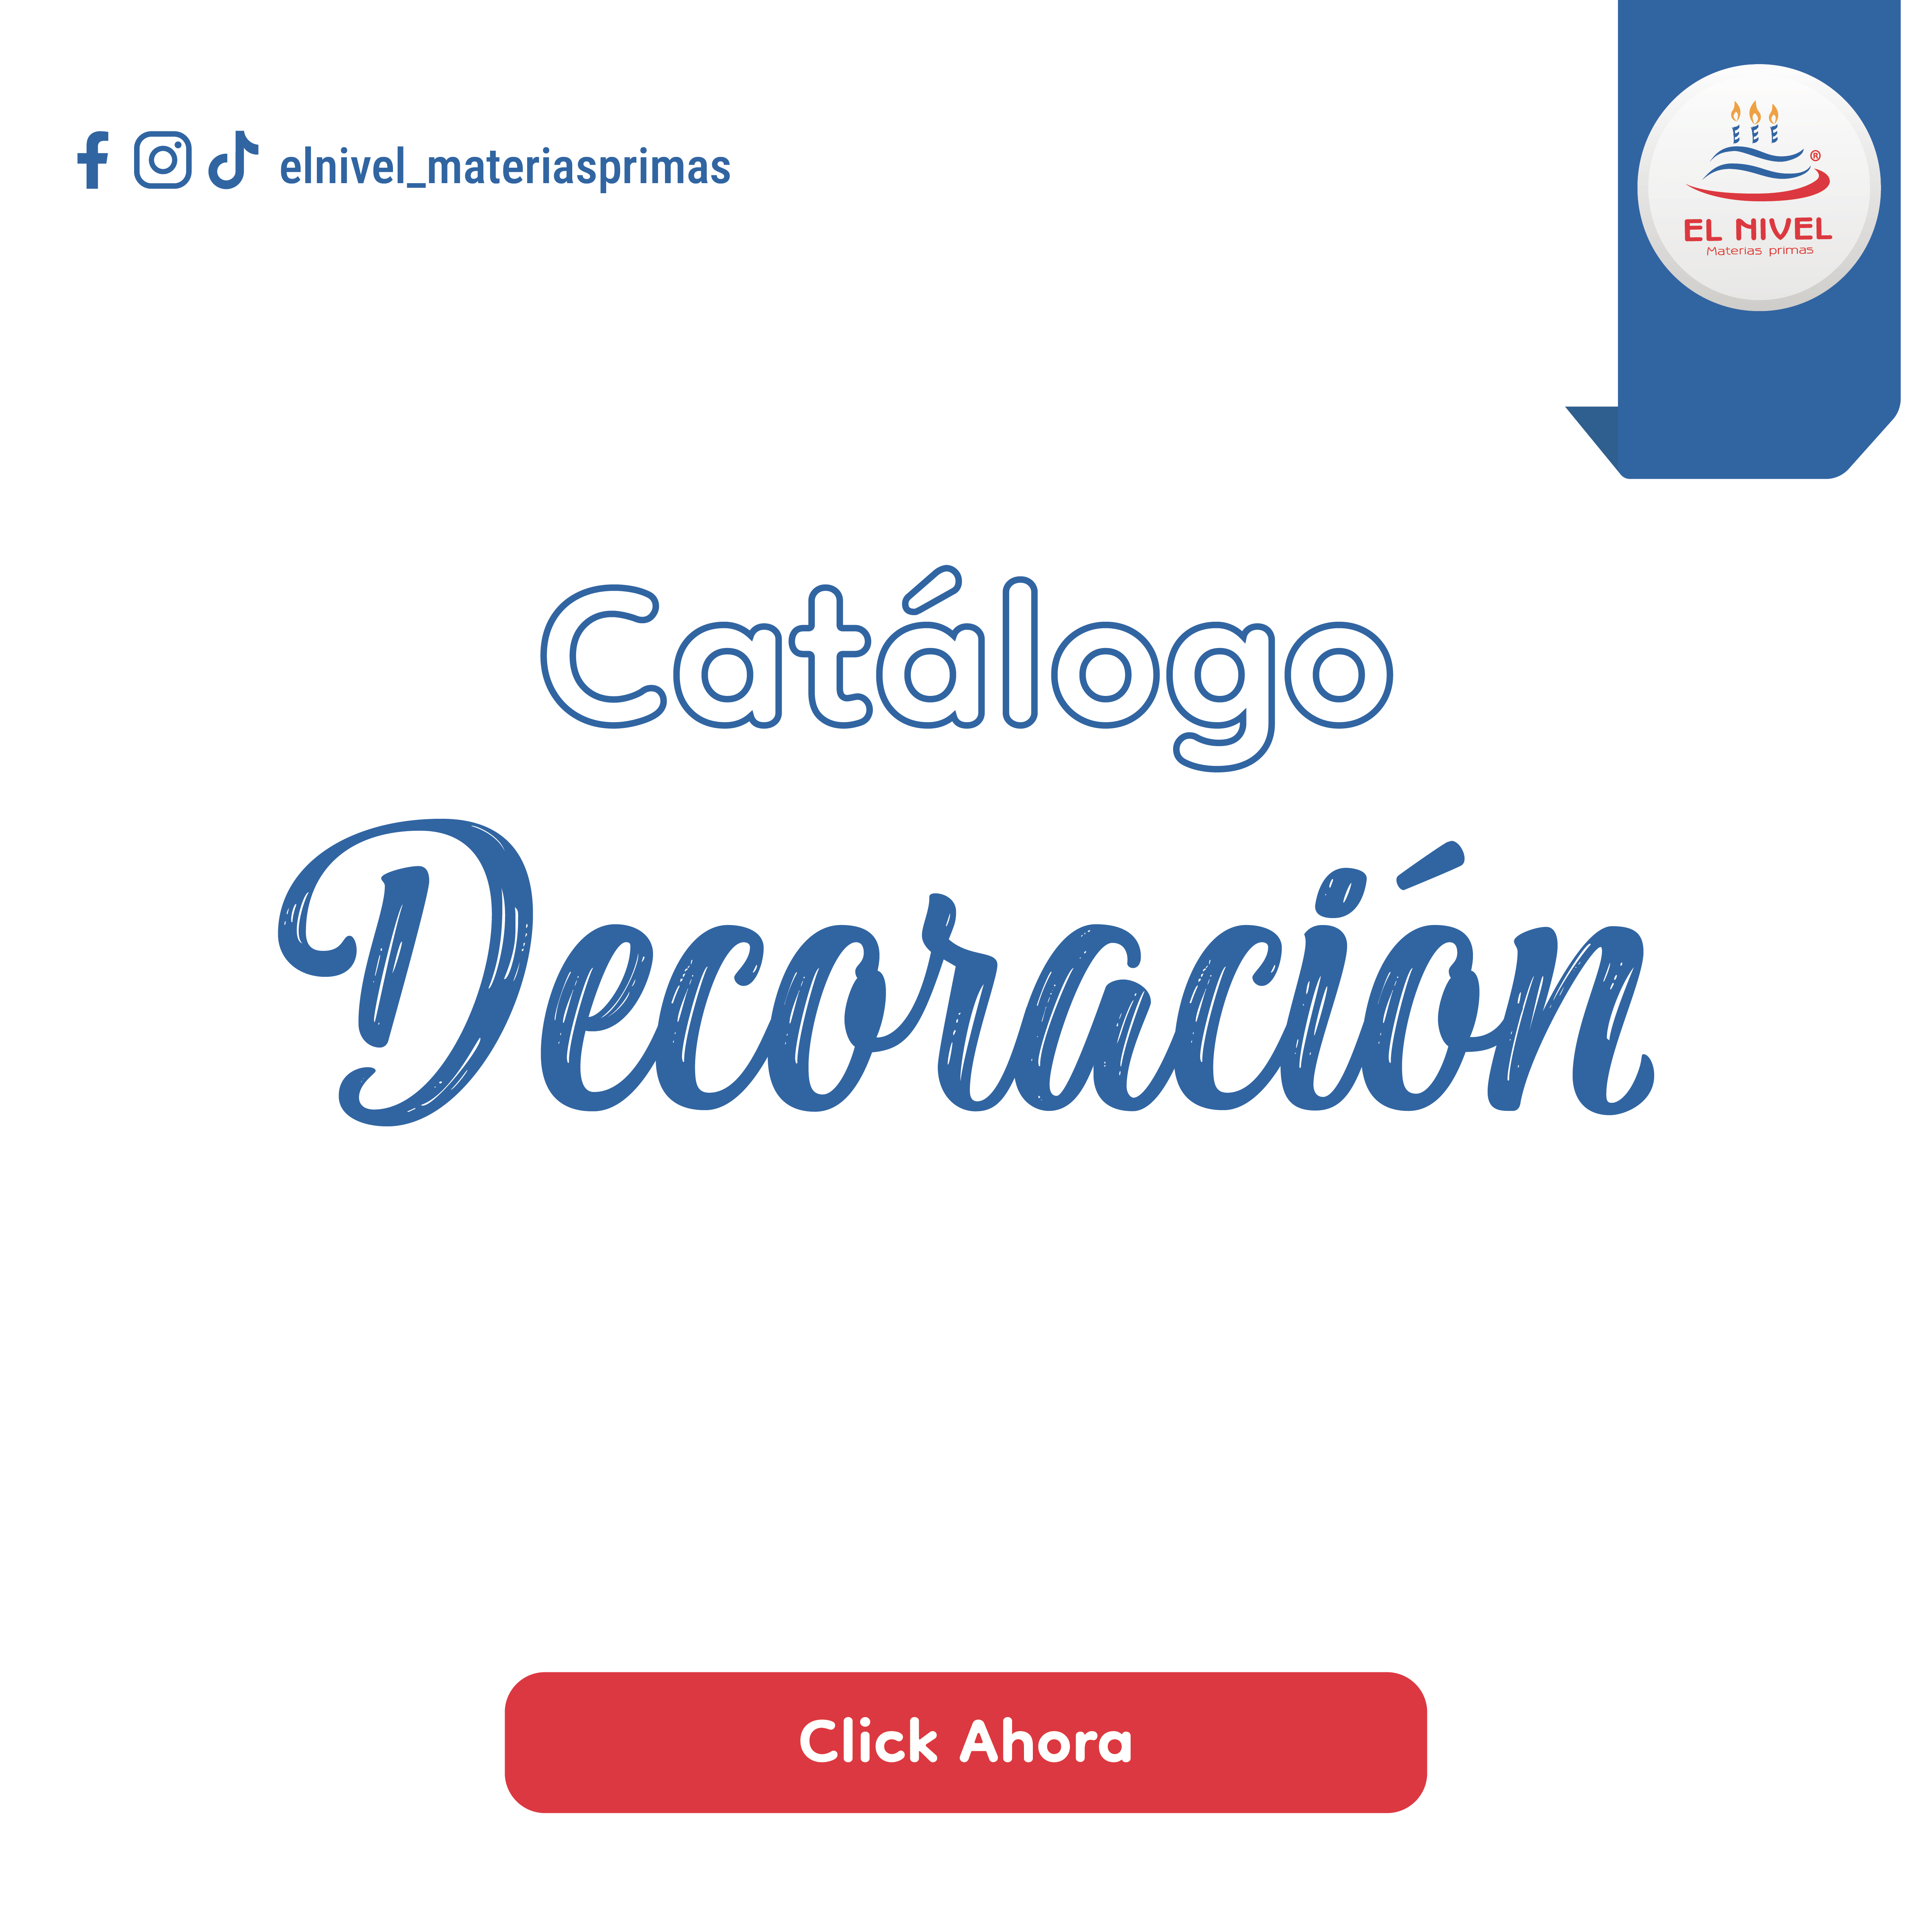 elnivel_materiasprimas
®
EL NIVEL
Materias primas
Catálogo
Decoración
Click Ahora